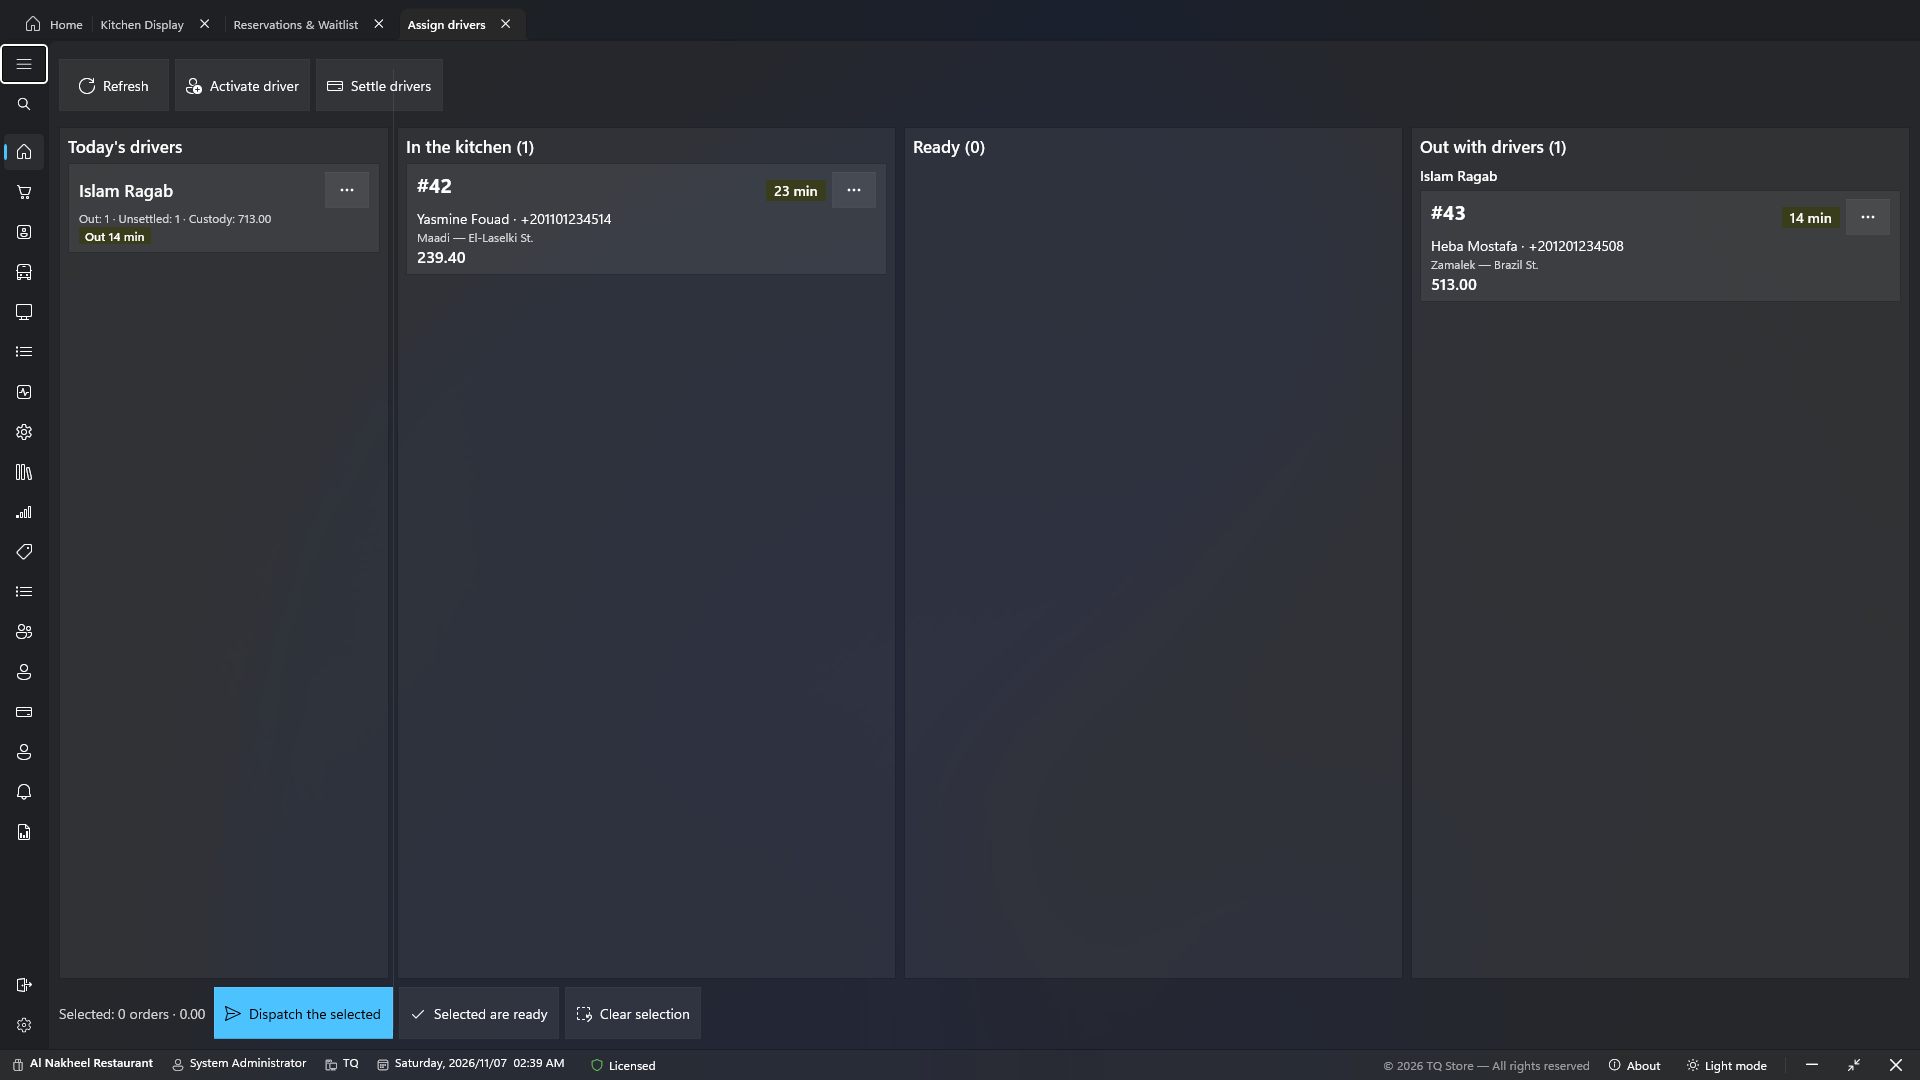 Home
Kitchen Display
Reservations & Waitlist
Assign drivers
Refresh
Activate driver
Settle drivers
Today's drivers
Islam Ragab
Out: 1 · Unsettled: 1 · Custody: 713.00
Out 14 min
In the kitchen (1)
#42
23 min
Yasmine Fouad · +201101234514
Maadi — El-Laselki St.
239.40
Ready (0)
Out with drivers (1)
Islam Ragab
#43
14 min
Heba Mostafa · +201201234508
Zamalek — Brazil St.
513.00
Selected: 0 orders · 0.00
Dispatch the selected
Selected are ready
Clear selection
Al Nakheel Restaurant
System Administrator
TQ
Saturday, 2026/11/07 02:39 AM
Licensed
© 2026 TQ Store — All rights reserved
About
Light mode